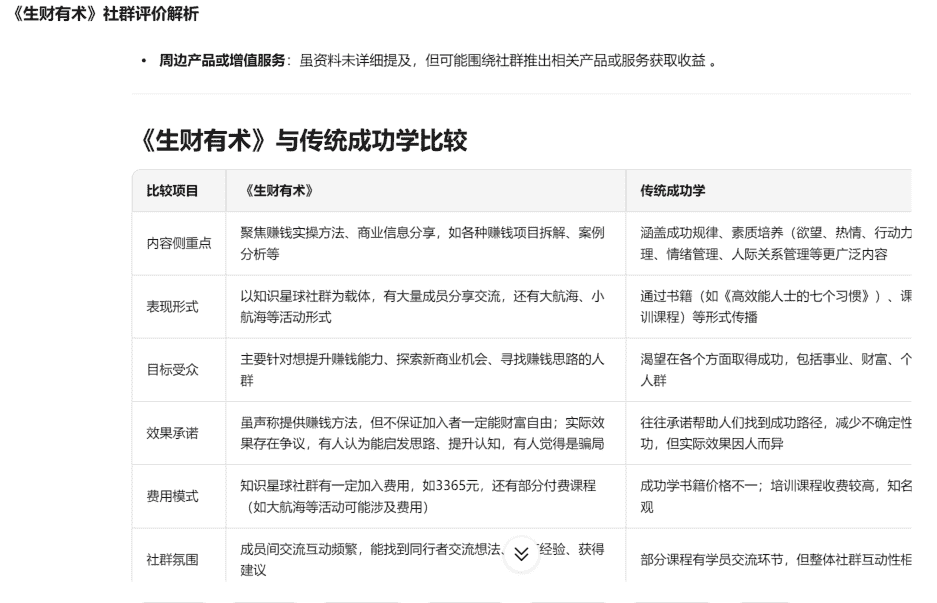 《生财有术》社群评价解析
• 周边产品或增值服务：虽资料未详细提及，但可能围绕社群推出相关产品或服务获取收益 。
《生财有术》与传统成功学比较
比较项目 《生财有术》 传统成功学
内容侧重点
聚焦赚钱实操方法、商业信息分享，如各种赚钱项目拆解、案例
分析等
涵盖成功规律、素质培养（欲望、热情、行动力
理、情绪管理、人际关系管理等更广泛内容
表现形式
以知识星球社群为载体，有大量成员分享交流，还有大航海、小
航海等活动形式
通过书籍（如《高效能人士的七个习惯》）、课
训课程）等形式传播
目标受众
主要针对想提升赚钱能力、探索新商业机会、寻找赚钱思路的人
群
渴望在各个方面取得成功，包括事业、财富、个
人群
效果承诺
虽声称提供赚钱方法，但不保证加入者一定能财富自由；实际效
果存在争议，有人认为能启发思路、提升认知，有人觉得是骗局
往往承诺帮助人们找到成功路径，减少不确定性
功，但实际效果因人而异
费用模式
知识星球社群有一定加入费用，如3365元，还有部分付费课程
（如大航海等活动可能涉及费用）
成功学书籍价格不一；培训课程收费较高，知名
观
社群氛围
成员间交流互动频繁，能找到同行者交流想法、 经验、获得
建议
部分课程有学员交流环节，但整体社群互动性相